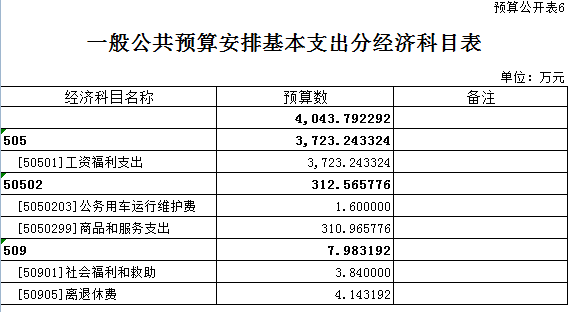 预算公开表6
一般公共预算安排基本支出分经济科目表
单位：万元
经济科目名称 预算数 备注
4,043.792292
505 3,723.243324
[50501]工资福利支出 3,723.243324
50502 312.565776
[5050203]公务用车运行维护费 1.600000
[5050299]商品和服务支出 310.965776
509 7.983192
[50901]社会福利和救助 3.840000
[50905]离退休费 4.143192